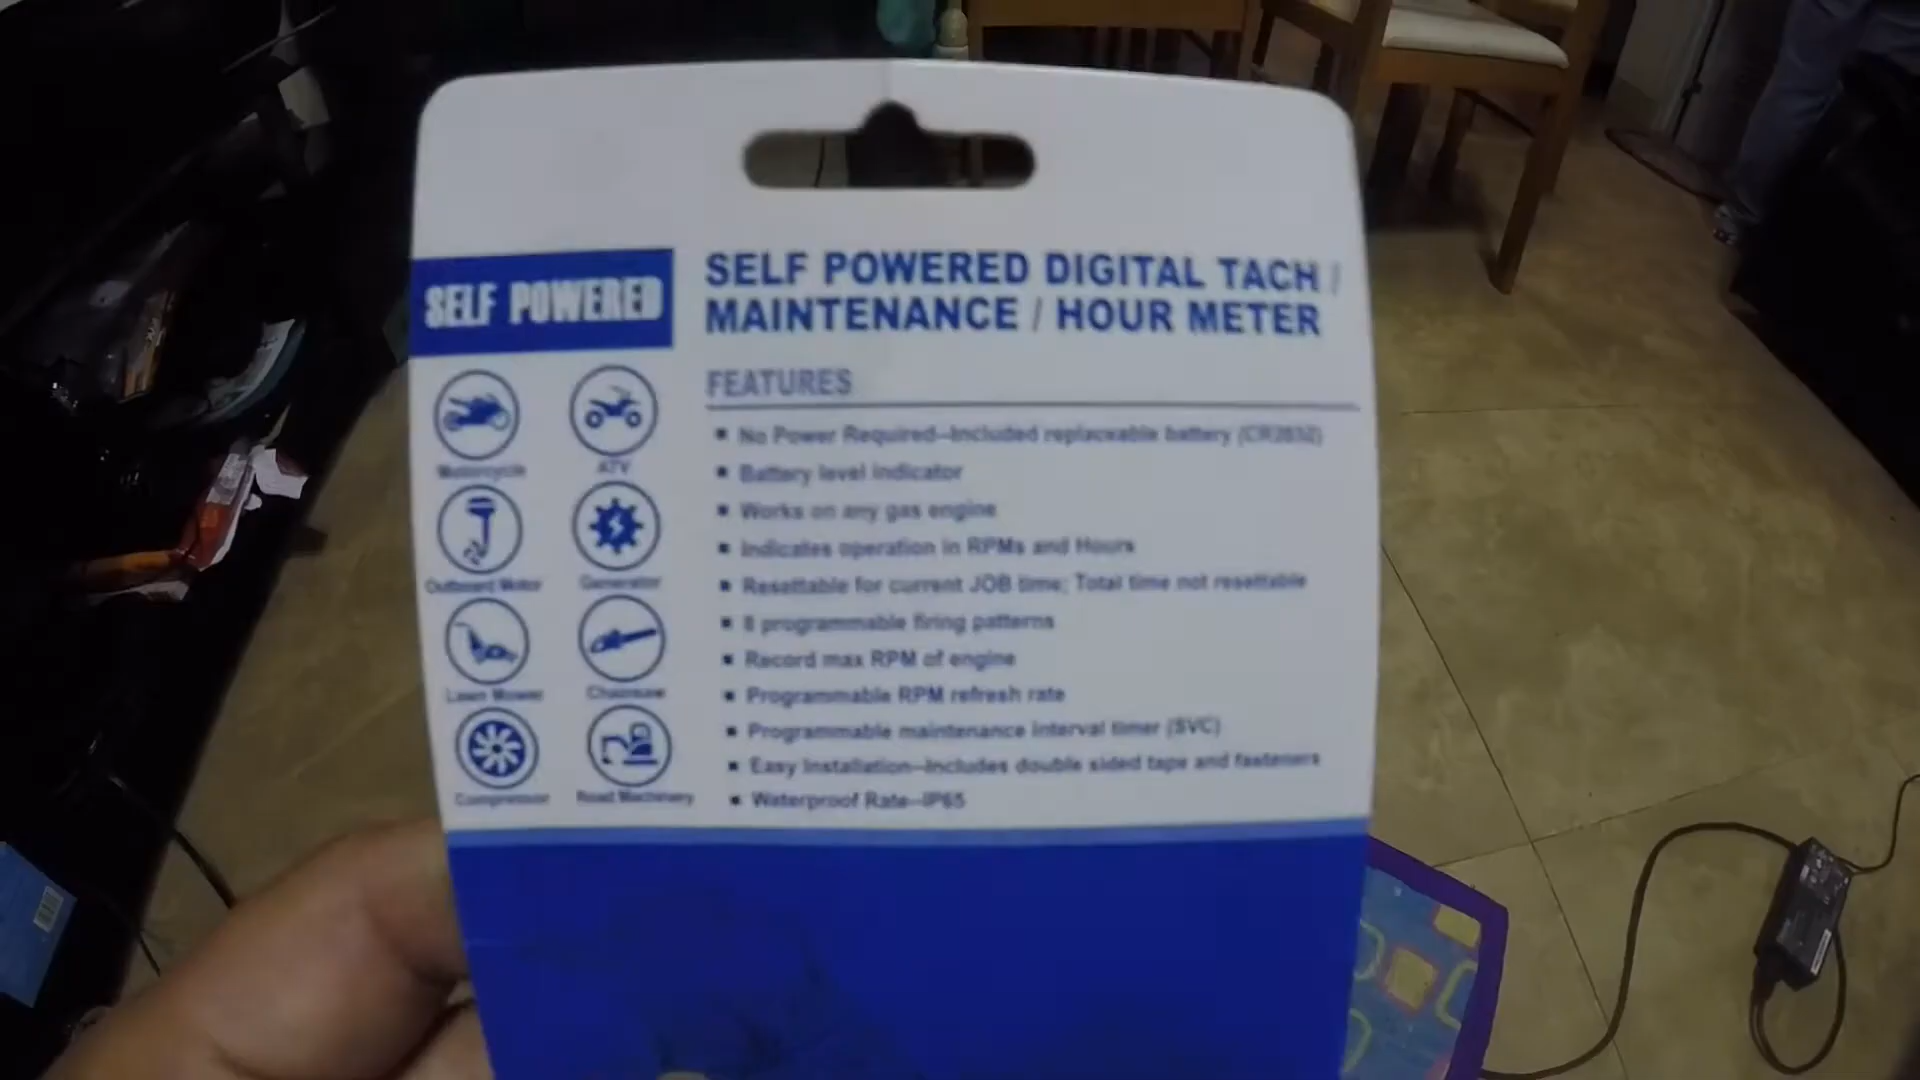 SELF POWERED
SELF POWERED DIGITAL TACH /
MAINTENANCE / HOUR METER
FEATURES
Motorcycle
ATV
Outboard Motor
Generator
Lawn Mower
Chainsaw
Compressor
Road Machinery
▪ No Power Required–Included replaceable battery (CR2032)
▪ Battery level indicator
▪ Works on any gas engine
▪ Indicates operation in RPMs and Hours
▪ Resettable for current JOB time; Total time not resettable
▪ 8 programmable firing patterns
▪ Record max RPM of engine
▪ Programmable RPM refresh rate
▪ Programmable maintenance interval timer (SVC)
▪ Easy Installation–Includes double sided tape and fasteners
▪ Waterproof Rate–IP65